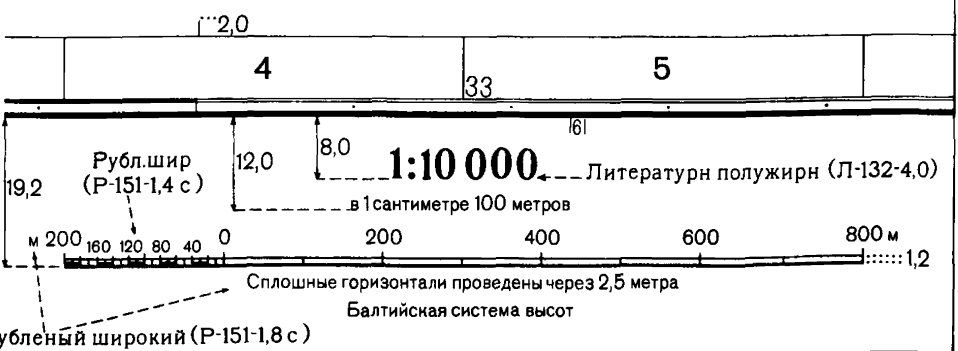 2,0
4 5
33
|6|
Рубл.шир
(Р-151-1,4 с)
19,2
12,0
8,0
1:10 000
Литературн полужирн (Л-132-4,0)
в 1 сантиметре 100 метров
м 200 160 120 80 40 0 200 400 600 800 м
1,2
Сплошные горизонтали проведены через 2,5 метра
Балтийская система высот
убленый широкий (Р-151-1,8 с)